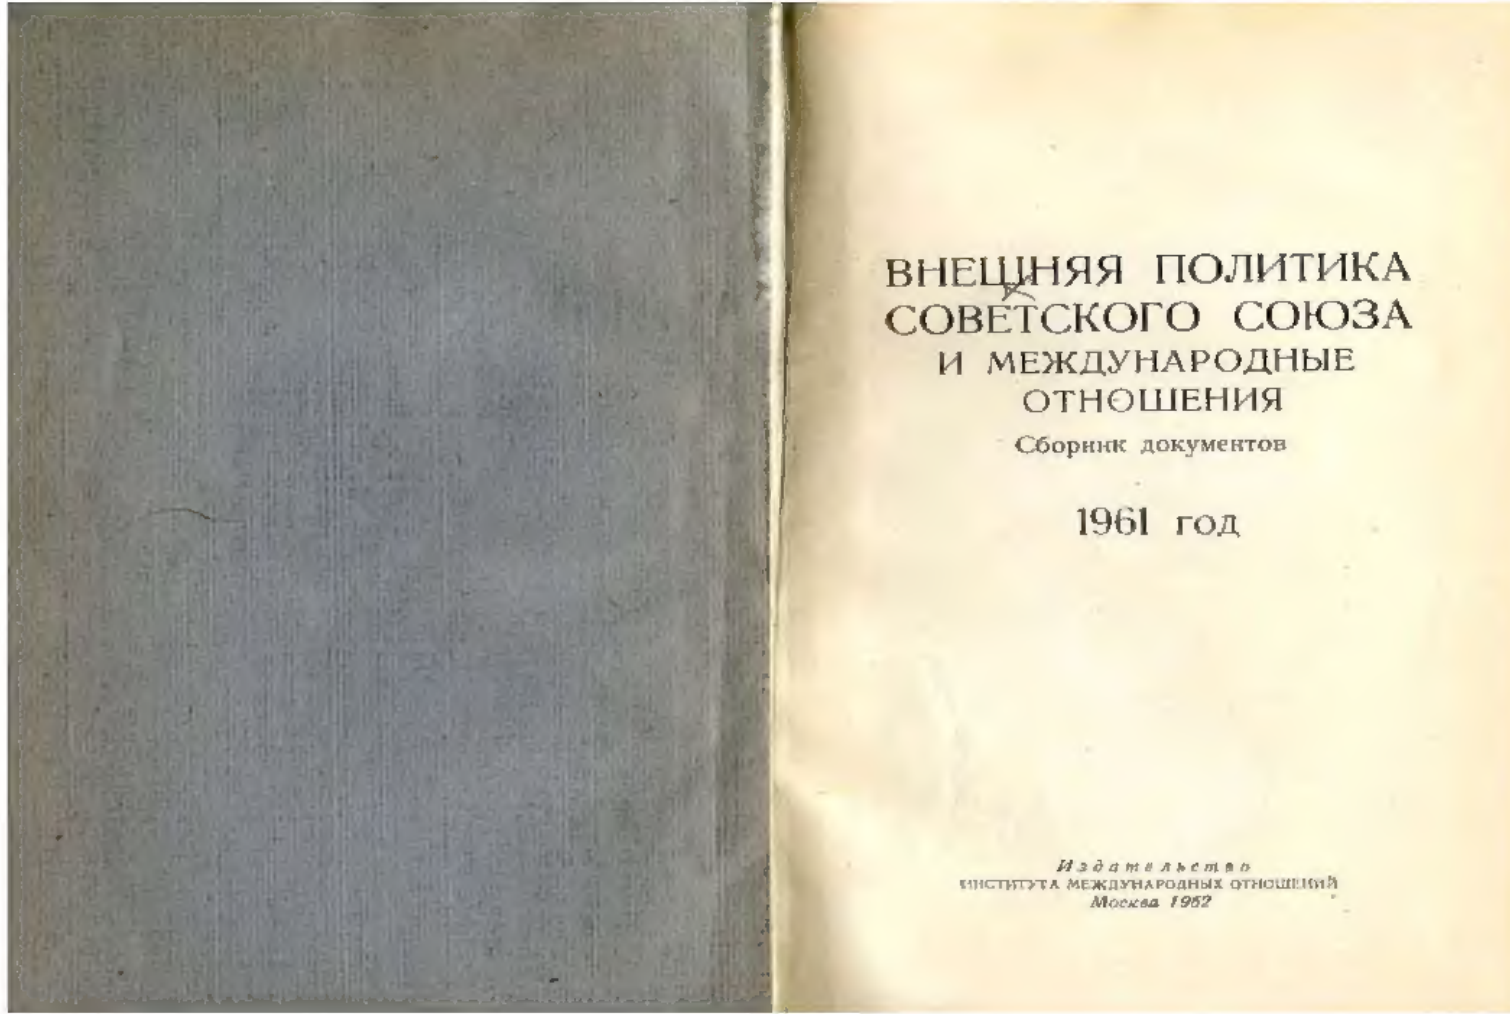 ВНЕШНЯЯ ПОЛИТИКА
СОВЕТСКОГО СОЮЗА
И МЕЖДУНАРОДНЫЕ
ОТНОШЕНИЯ
Сборник документов
1961 год
Издательство
ИНСТИТУТА МЕЖДУНАРОДНЫХ ОТНОШЕНИЙ
Москва 1962